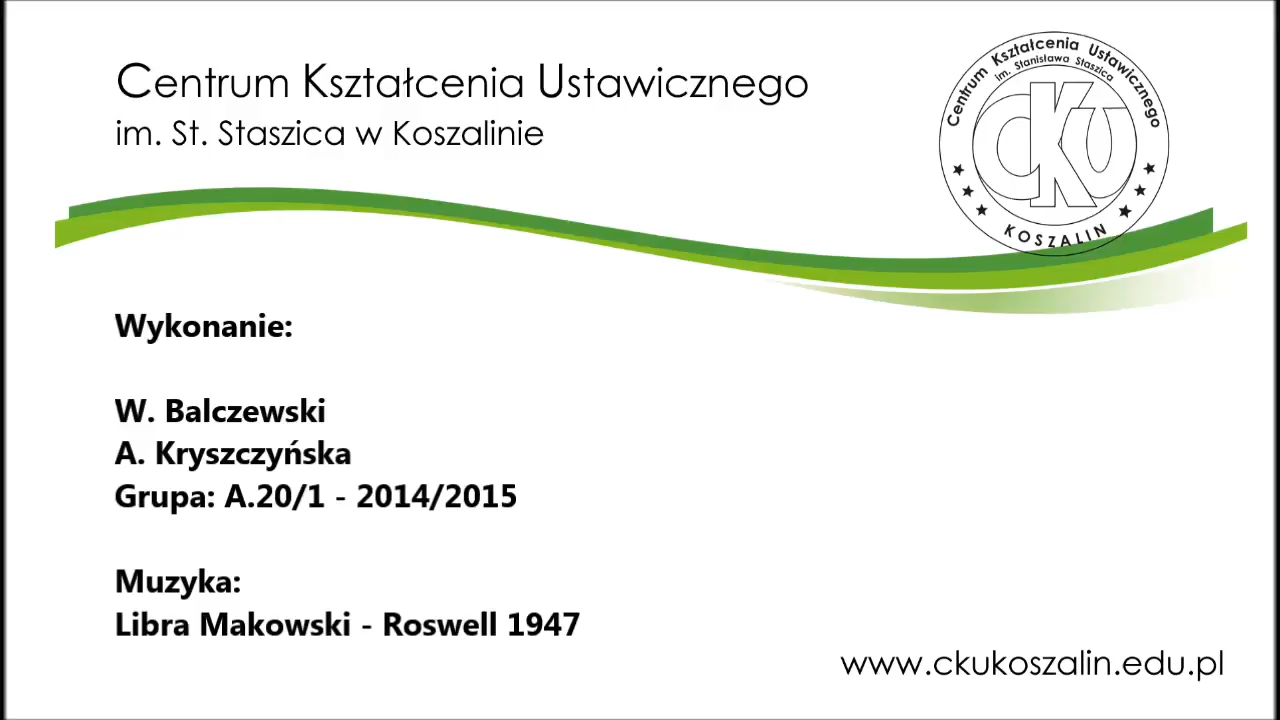 Centrum Kształcenia Ustawicznego
im. St. Staszica w Koszalinie
Centrum Kształcenia Ustawicznego
im. Stanisława Staszica
CKU
KOSZALIN
Wykonanie:
W. Balczewski
A. Kryszczyńska
Grupa: A.20/1 - 2014/2015
Muzyka:
Libra Makowski - Roswell 1947
www.ckukoszalin.edu.pl